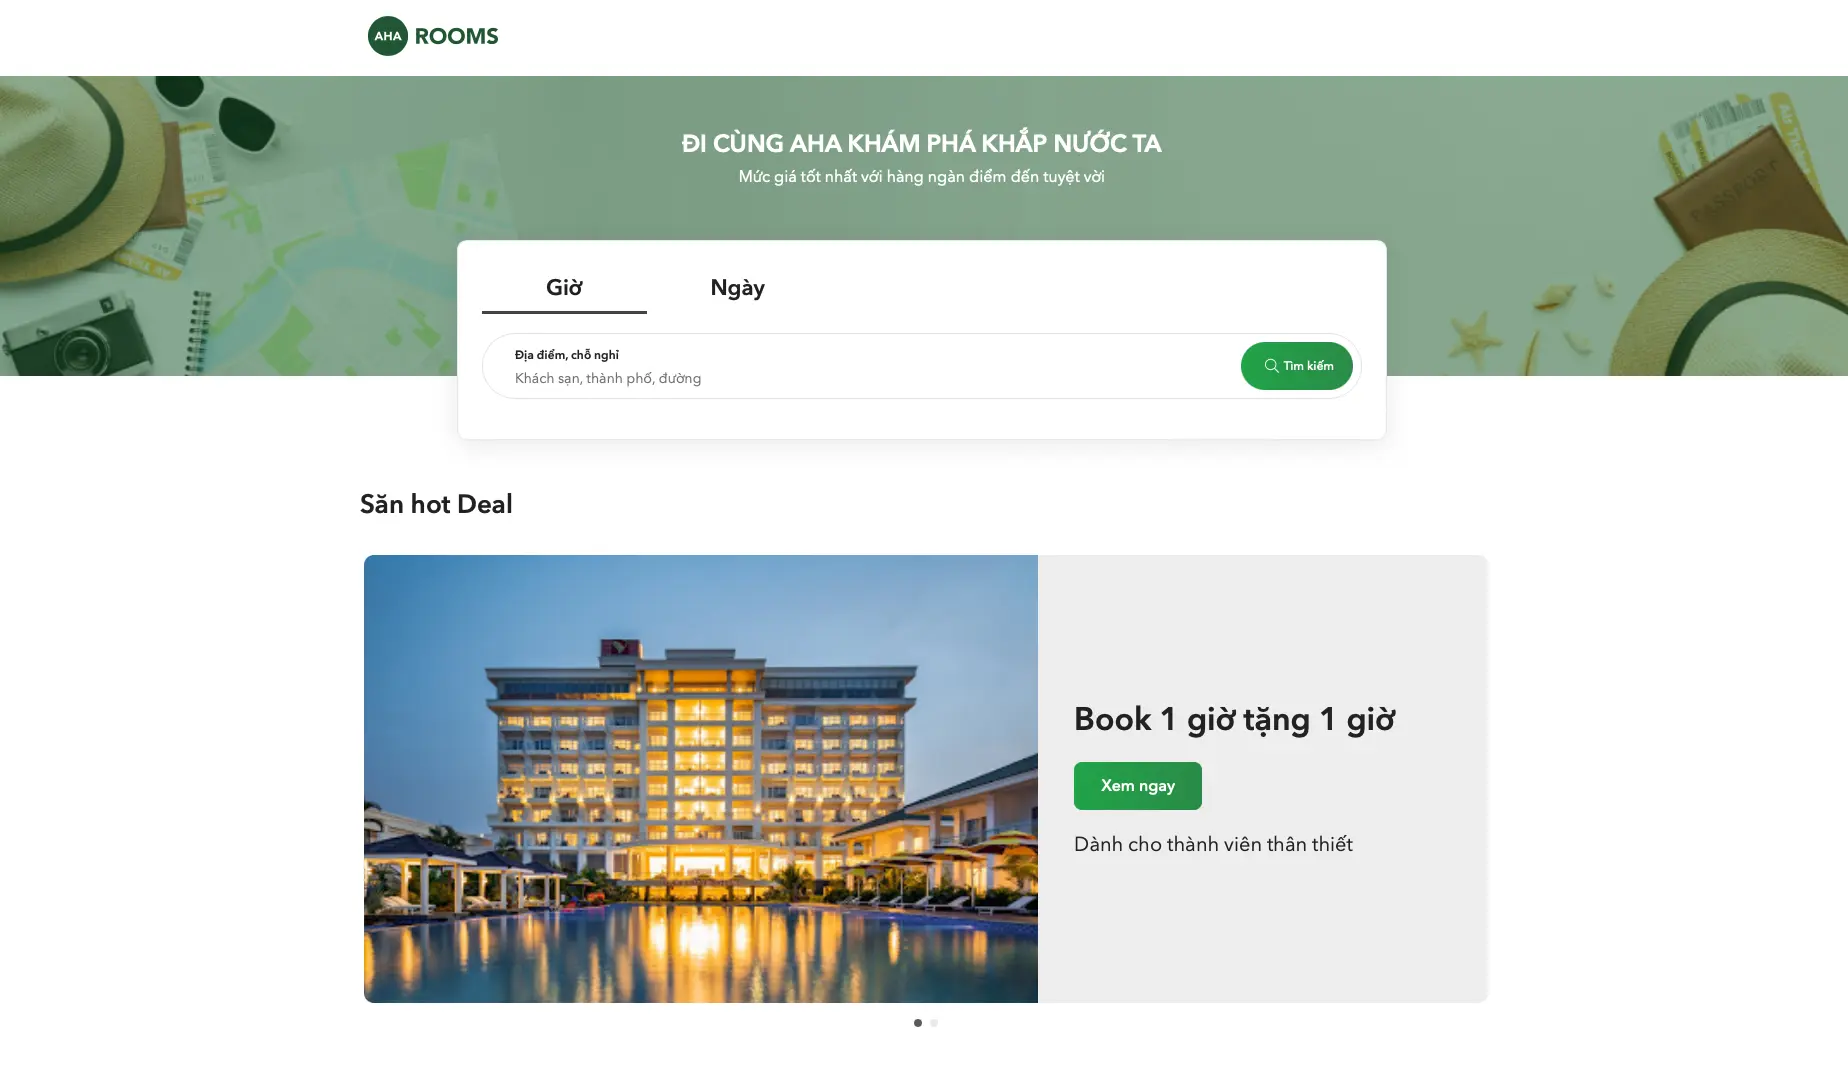 AHA ROOMS
ĐI CÙNG AHA KHÁM PHÁ KHẮP NƯỚC TA
Mức giá tốt nhất với hàng ngàn điểm đến tuyệt vời
PASSPORT
Giờ
Ngày
Địa điểm, chỗ nghỉ
Khách sạn, thành phố, đường
Tìm kiếm
Săn hot Deal
Book 1 giờ tặng 1 giờ
Xem ngay
Dành cho thành viên thân thiết